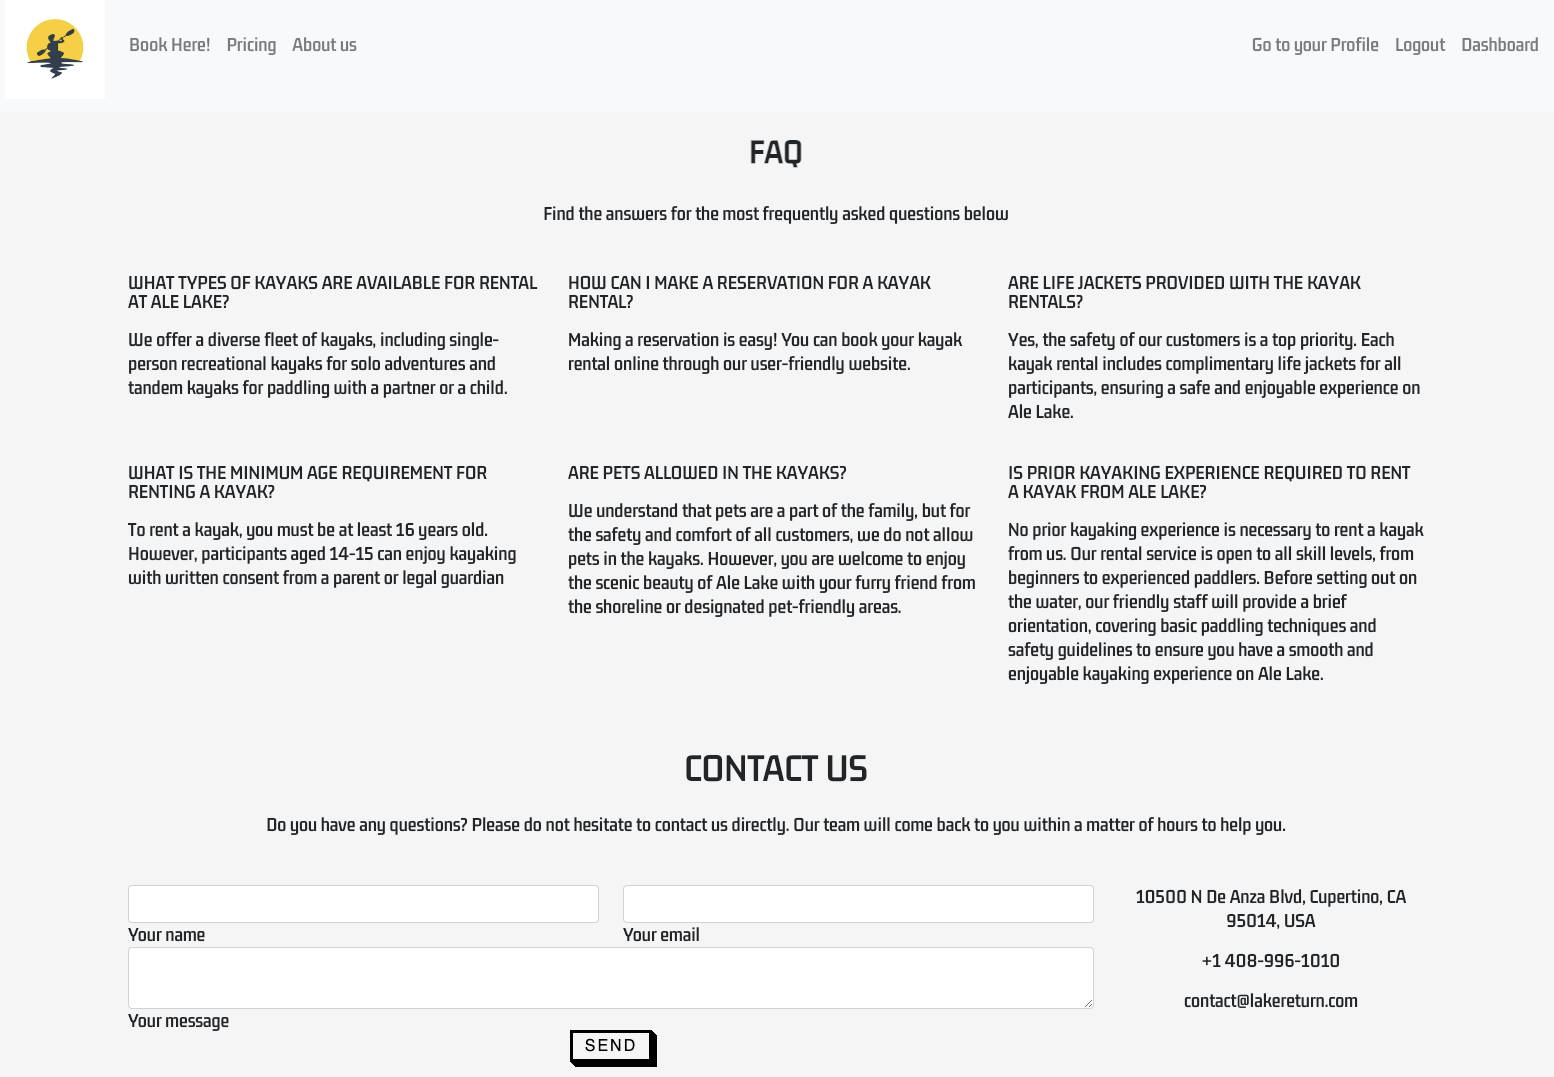 Book Here! Pricing About us Go to your Profile Logout Dashboard
FAQ
Find the answers for the most frequently asked questions below
WHAT TYPES OF KAYAKS ARE AVAILABLE FOR RENTAL
AT ALE LAKE?
We offer a diverse fleet of kayaks, including single-
person recreational kayaks for solo adventures and
tandem kayaks for paddling with a partner or a child.
HOW CAN I MAKE A RESERVATION FOR A KAYAK
RENTAL?
Making a reservation is easy! You can book your kayak
rental online through our user-friendly website.
ARE LIFE JACKETS PROVIDED WITH THE KAYAK
RENTALS?
Yes, the safety of our customers is a top priority. Each
kayak rental includes complimentary life jackets for all
participants, ensuring a safe and enjoyable experience on
Ale Lake.
WHAT IS THE MINIMUM AGE REQUIREMENT FOR
RENTING A KAYAK?
To rent a kayak, you must be at least 16 years old.
However, participants aged 14-15 can enjoy kayaking
with written consent from a parent or legal guardian
ARE PETS ALLOWED IN THE KAYAKS?
We understand that pets are a part of the family, but for
the safety and comfort of all customers, we do not allow
pets in the kayaks. However, you are welcome to enjoy
the scenic beauty of Ale Lake with your furry friend from
the shoreline or designated pet-friendly areas.
IS PRIOR KAYAKING EXPERIENCE REQUIRED TO RENT
A KAYAK FROM ALE LAKE?
No prior kayaking experience is necessary to rent a kayak
from us. Our rental service is open to all skill levels, from
beginners to experienced paddlers. Before setting out on
the water, our friendly staff will provide a brief
orientation, covering basic paddling techniques and
safety guidelines to ensure you have a smooth and
enjoyable kayaking experience on Ale Lake.
CONTACT US
Do you have any questions? Please do not hesitate to contact us directly. Our team will come back to you within a matter of hours to help you.
Your name
Your email
Your message
SEND
10500 N De Anza Blvd, Cupertino, CA
95014, USA
+1 408-996-1010
contact@lakereturn.com